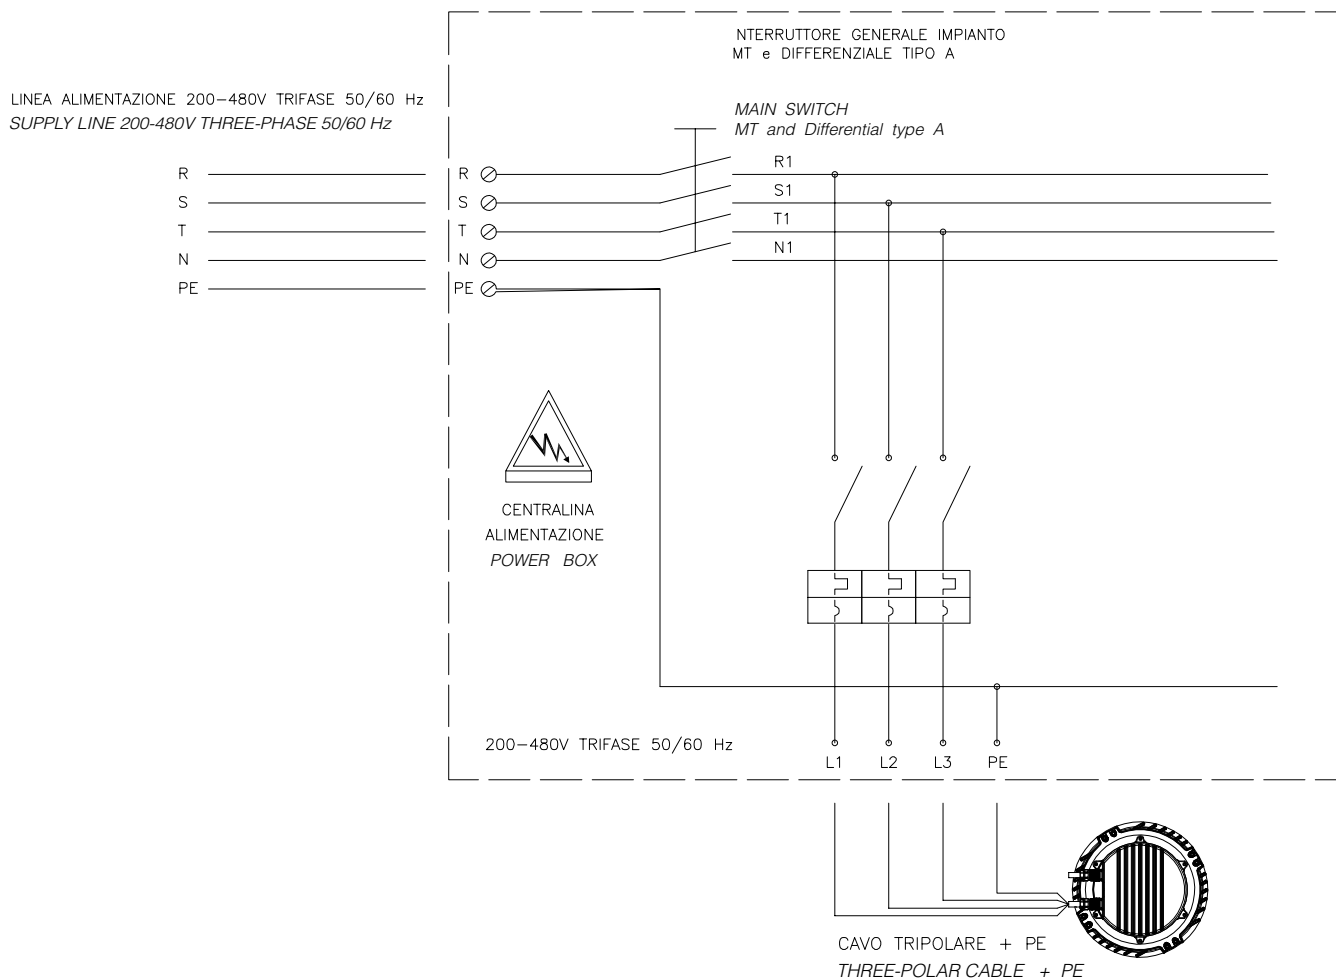 NTERRUTTORE GENERALE IMPIANTO
MT e DIFFERENZIALE TIPO A
LINEA ALIMENTAZIONE 200-480V TRIFASE 50/60 Hz
SUPPLY LINE 200-480V THREE-PHASE 50/60 Hz
MAIN SWITCH
MT and Differential type A
R R R1
S S S1
T T T1
N N N1
PE PE
CENTRALINA
ALIMENTAZIONE
POWER BOX
200-480V TRIFASE 50/60 Hz
L1 L2 L3 PE
CAVO TRIPOLARE + PE
THREE-POLAR CABLE + PE